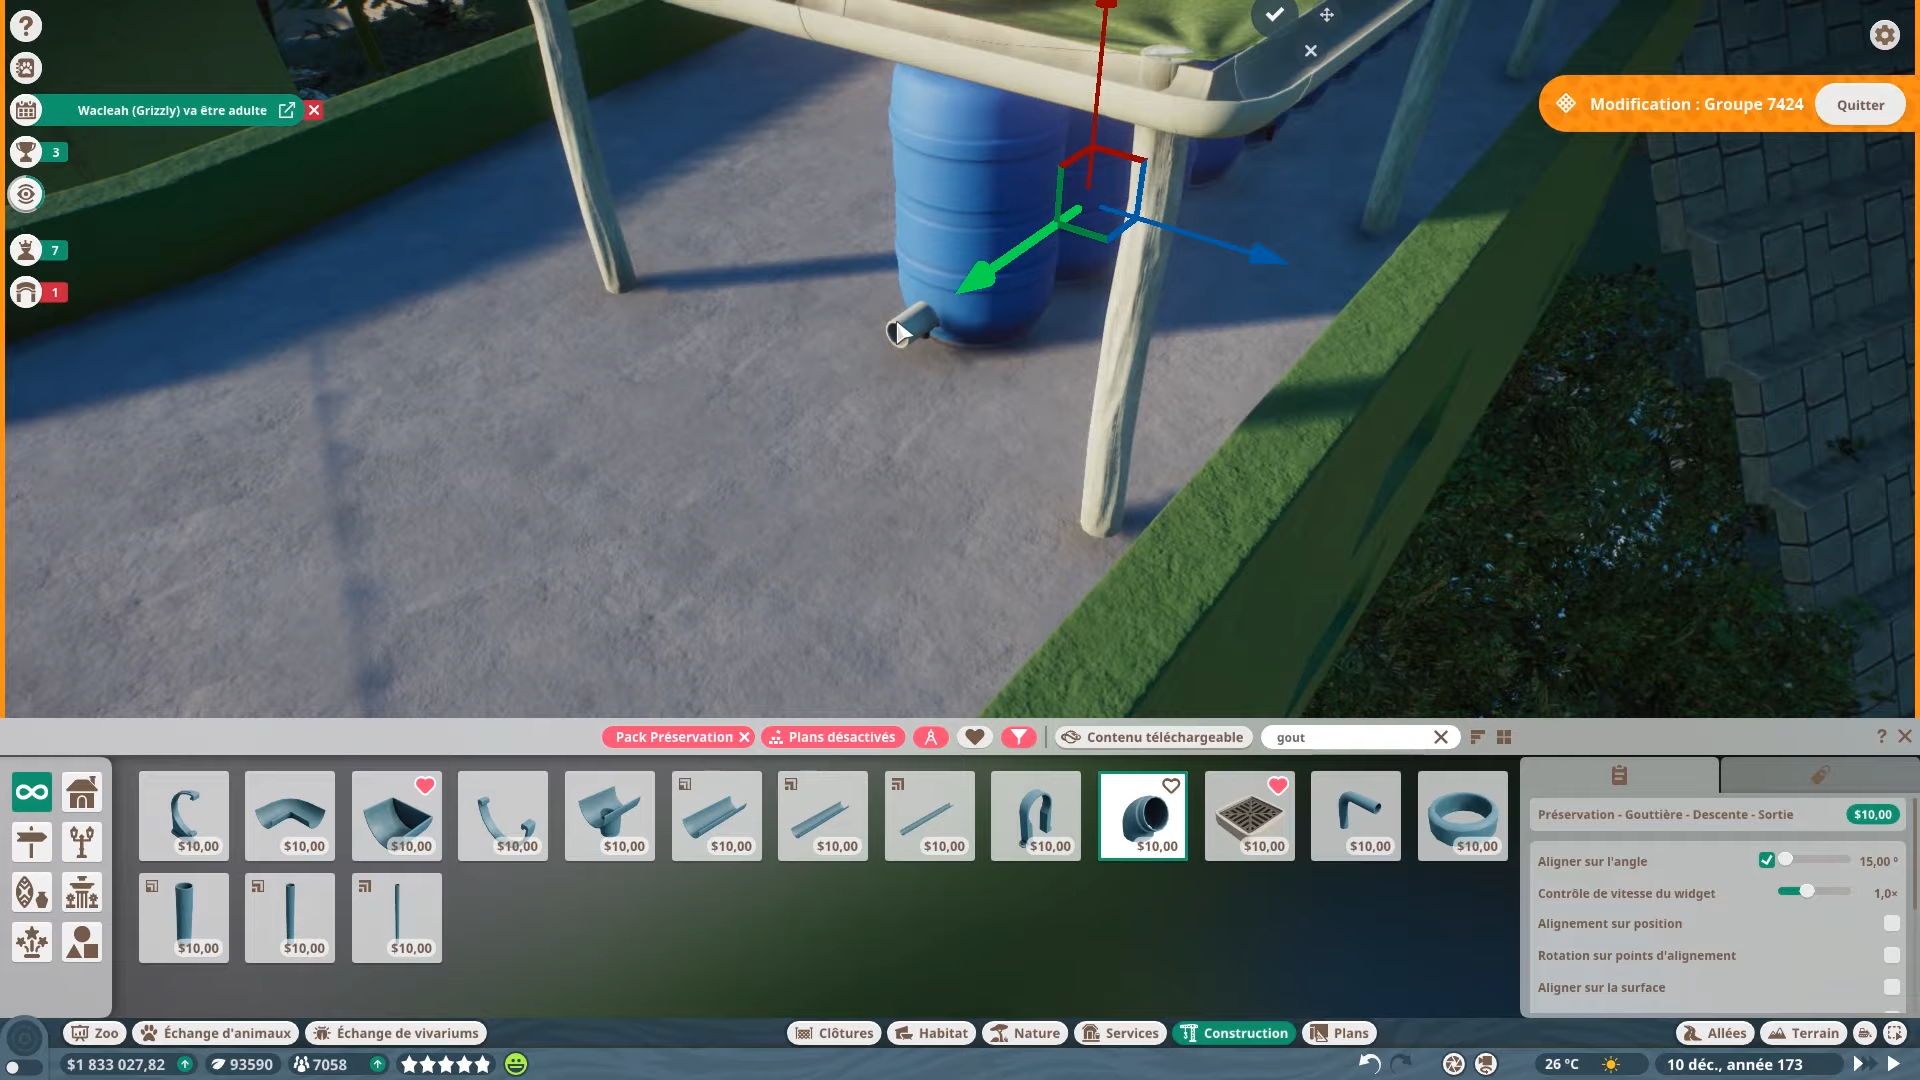 Wacleah (Grizzly) va être adulte
3
7
1
Modification : Groupe 7424
Quitter
Pack Préservation
Plans désactivés
Contenu téléchargeable
gout
?
$10,00 $10,00 $10,00 $10,00 $10,00 $10,00 $10,00 $10,00 $10,00 $10,00 $10,00 $10,00 $10,00
$10,00 $10,00 $10,00
Préservation - Gouttière - Descente - Sortie $10,00
Aligner sur l'angle 15,00 °
Contrôle de vitesse du widget 1,0×
Alignement sur position
Rotation sur points d'alignement
Aligner sur la surface
Zoo Échange d'animaux Échange de vivariums Clôtures Habitat Nature Services Construction Plans Allées Terrain
$1 833 027,82 93590 7058 26 °C 10 déc., année 173